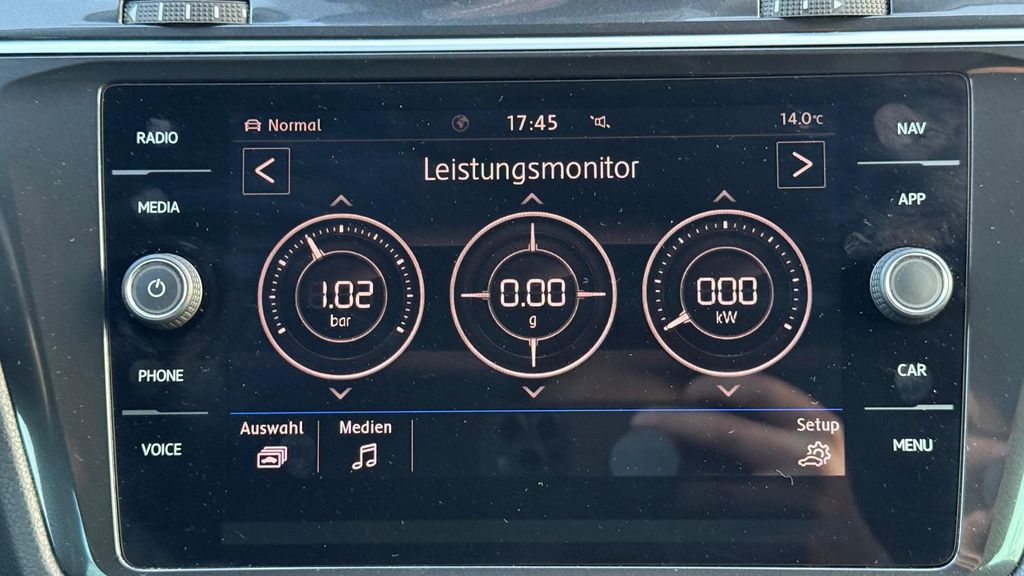 RADIO
MEDIA
PHONE
VOICE
Normal
17:45
14.0°C
<
Leistungsmonitor
>
1.02
bar
0.00
g
000
kW
Auswahl
Medien
Setup
NAV
APP
CAR
MENU